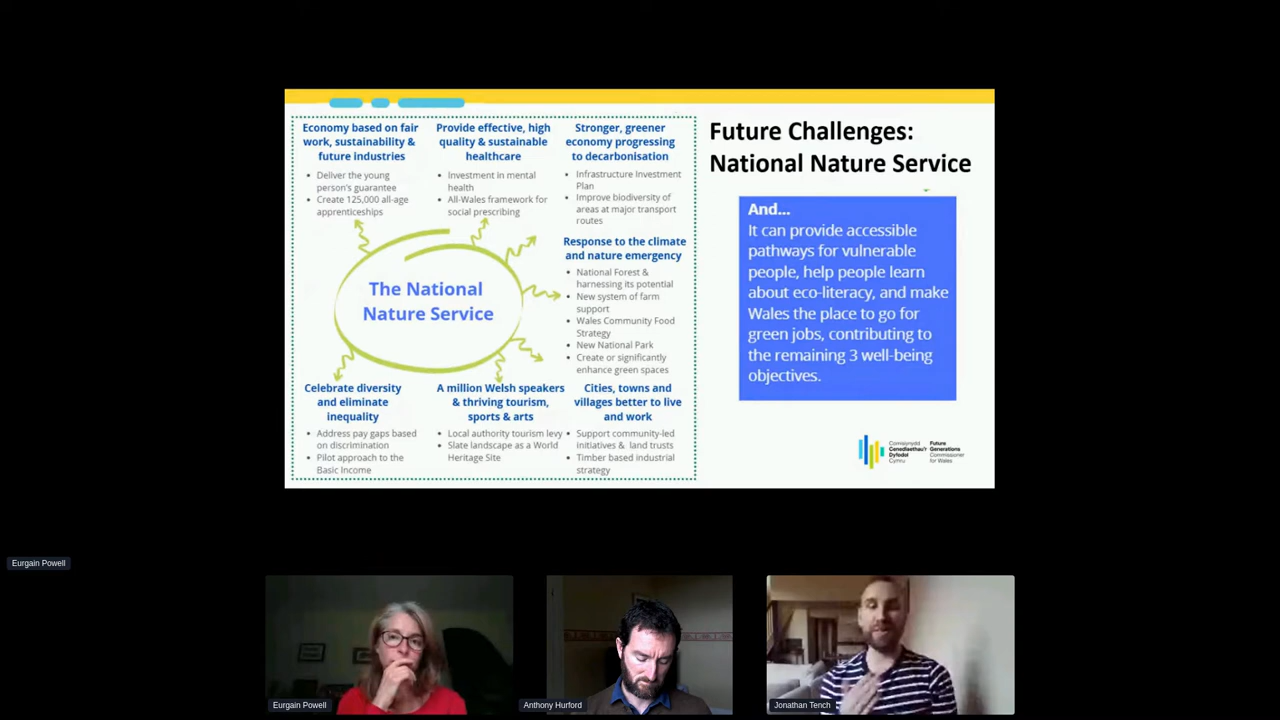 Economy based on fair
work, sustainability &
future industries
• Deliver the young
person's guarantee
• Create 125,000 all-age
apprenticeships
Provide effective, high
quality & sustainable
healthcare
• Investment in mental
health
• All-Wales framework for
social prescribing
Stronger, greener
economy progressing
to decarbonisation
• Infrastructure Investment
Plan
• Improve biodiversity of
areas at major transport
routes
The National
Nature Service
Response to the climate
and nature emergency
• National Forest &
harnessing its potential
• New system of farm
support
• Wales Community Food
Strategy
• New National Park
• Create or significantly
enhance green spaces
Celebrate diversity
and eliminate
inequality
• Address pay gaps based
on discrimination
• Pilot approach to the
Basic Income
A million Welsh speakers
& thriving tourism,
sports & arts
• Local authority tourism levy
• Slate landscape as a World
Heritage Site
Cities, towns and
villages better to live
and work
• Support community-led
initiatives & land trusts
• Timber based industrial
strategy
Future Challenges:
National Nature Service
And...
It can provide accessible
pathways for vulnerable
people, help people learn
about eco-literacy, and make
Wales the place to go for
green jobs, contributing to
the remaining 3 well-being
objectives.
Comisiynydd
Cenedlaethau'r
Dyfodol
Cymru
Future
Generations
Commissioner
for Wales
Eurgain Powell
Eurgain Powell
Anthony Hurford
Jonathan Tench